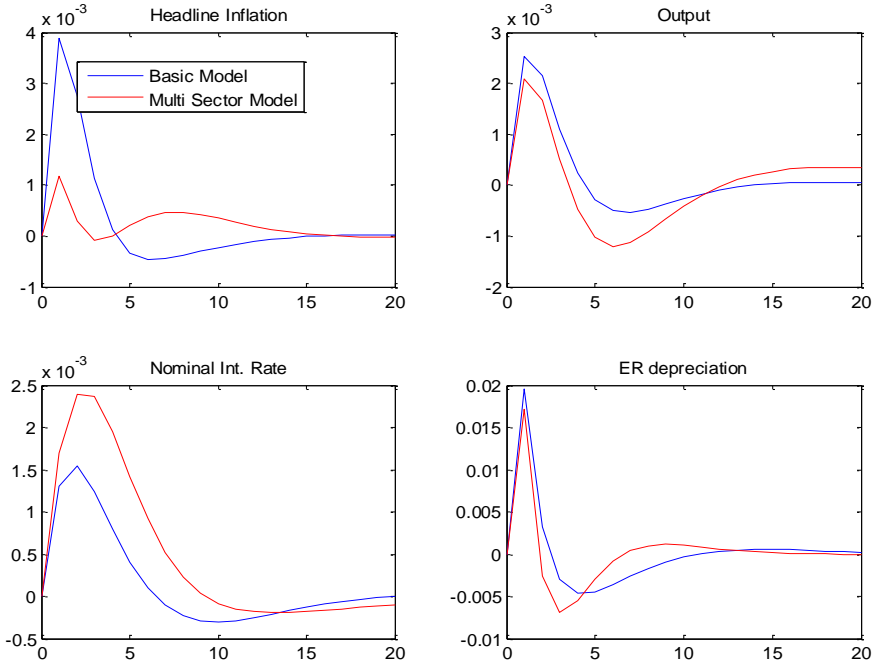 Headline Inflation
x 10⁻³
4
3
2
1
0
-1
0 5 10 15 20
Basic Model
Multi Sector Model
Output
x 10⁻³
3
2
1
0
-1
-2
0 5 10 15 20
Nominal Int. Rate
x 10⁻³
2.5
2
1.5
1
0.5
0
-0.5
0 5 10 15 20
ER depreciation
0.02
0.015
0.01
0.005
0
-0.005
-0.01
0 5 10 15 20